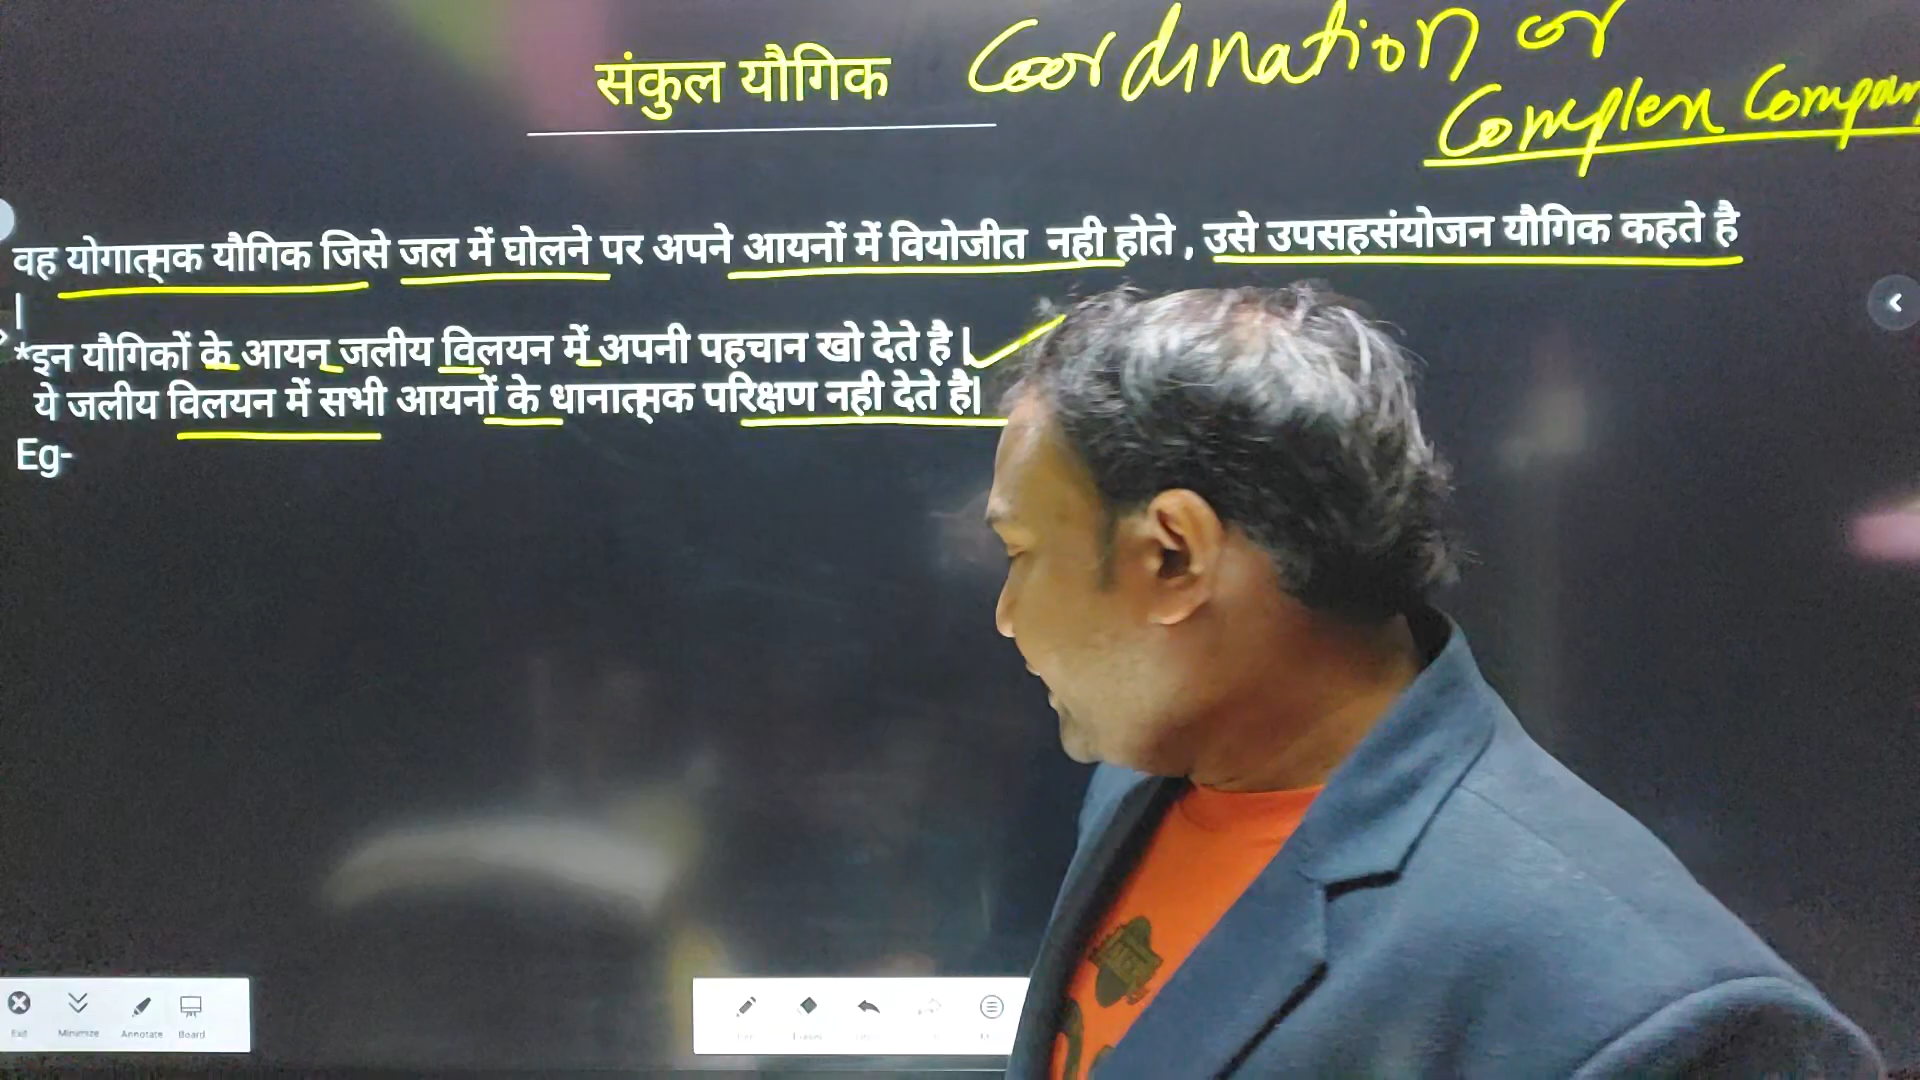 संकुल यौगिक Coordination or
Complex
वह योगात्मक यौगिक जिसे जल में घोलने पर अपने आयनों में वियोजीत नही होते , उसे उपसहसंयोजन यौगिक कहते है
|
*इन यौगिकों के आयन जलीय विलयन में अपनी पहचान खो देते है |
ये जलीय विलयन में सभी आयनों के धानात्मक परिक्षण नही देते है|
Eg-
Exit Minimize Annotate Board